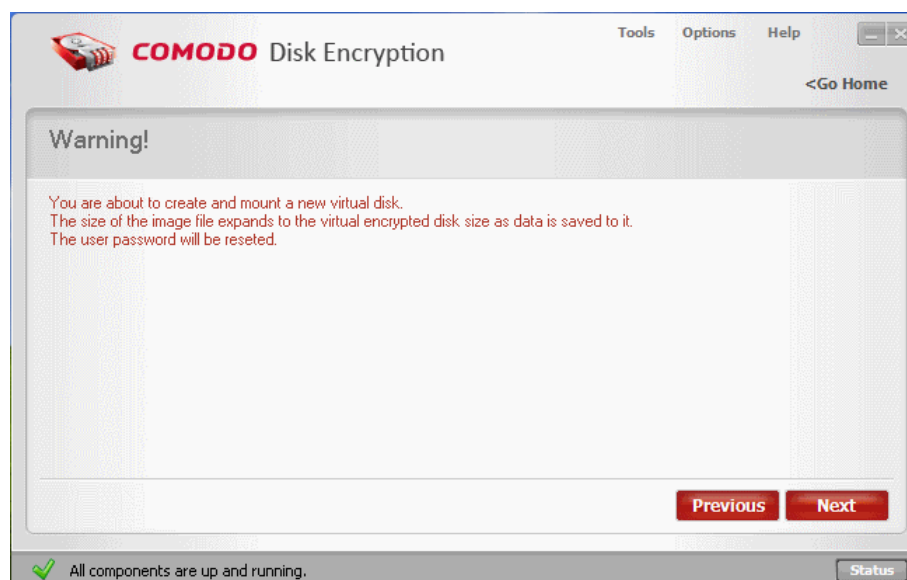 COMODO Disk Encryption
Tools Options Help
<Go Home
Warning!
You are about to create and mount a new virtual disk.
The size of the image file expands to the virtual encrypted disk size as data is saved to it.
The user password will be reseted.
Previous Next
All components are up and running.
Status